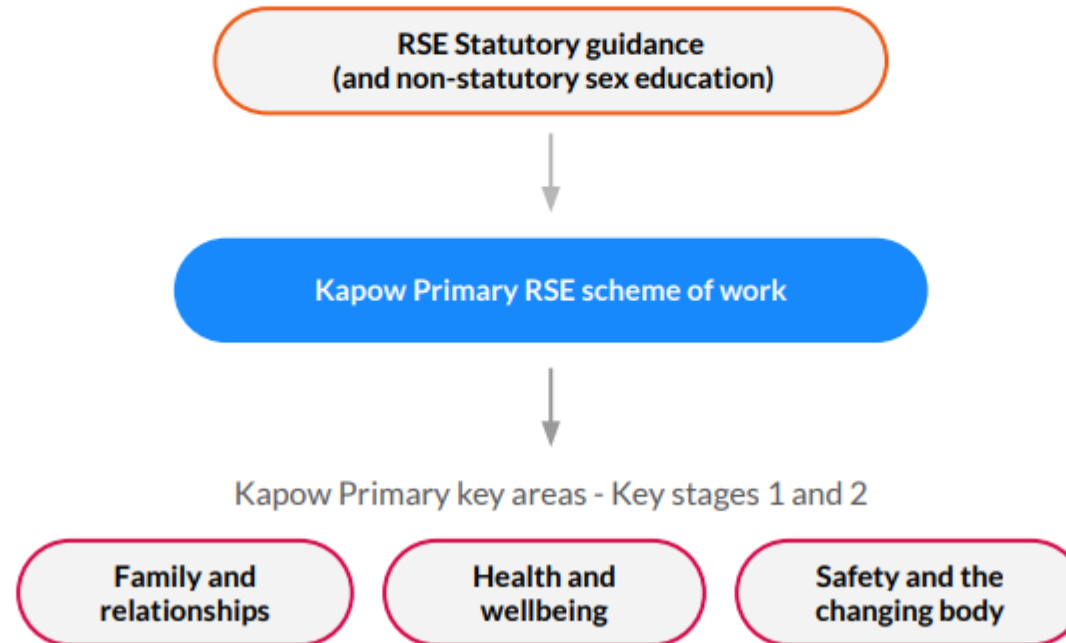 RSE Statutory guidance
(and non-statutory sex education)
Kapow Primary RSE scheme of work
Kapow Primary key areas - Key stages 1 and 2
Family and
relationships
Health and
wellbeing
Safety and the
changing body